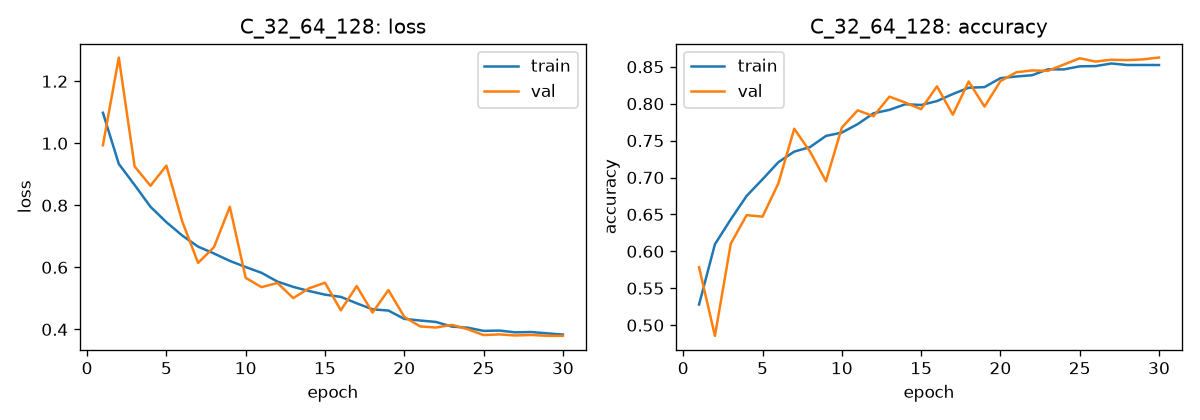 C_32_64_128: loss
train
val
1.2
1.0
0.8
0.6
0.4
loss
0 5 10 15 20 25 30
epoch
C_32_64_128: accuracy
train
val
0.85
0.80
0.75
0.70
0.65
0.60
0.55
0.50
accuracy
0 5 10 15 20 25 30
epoch